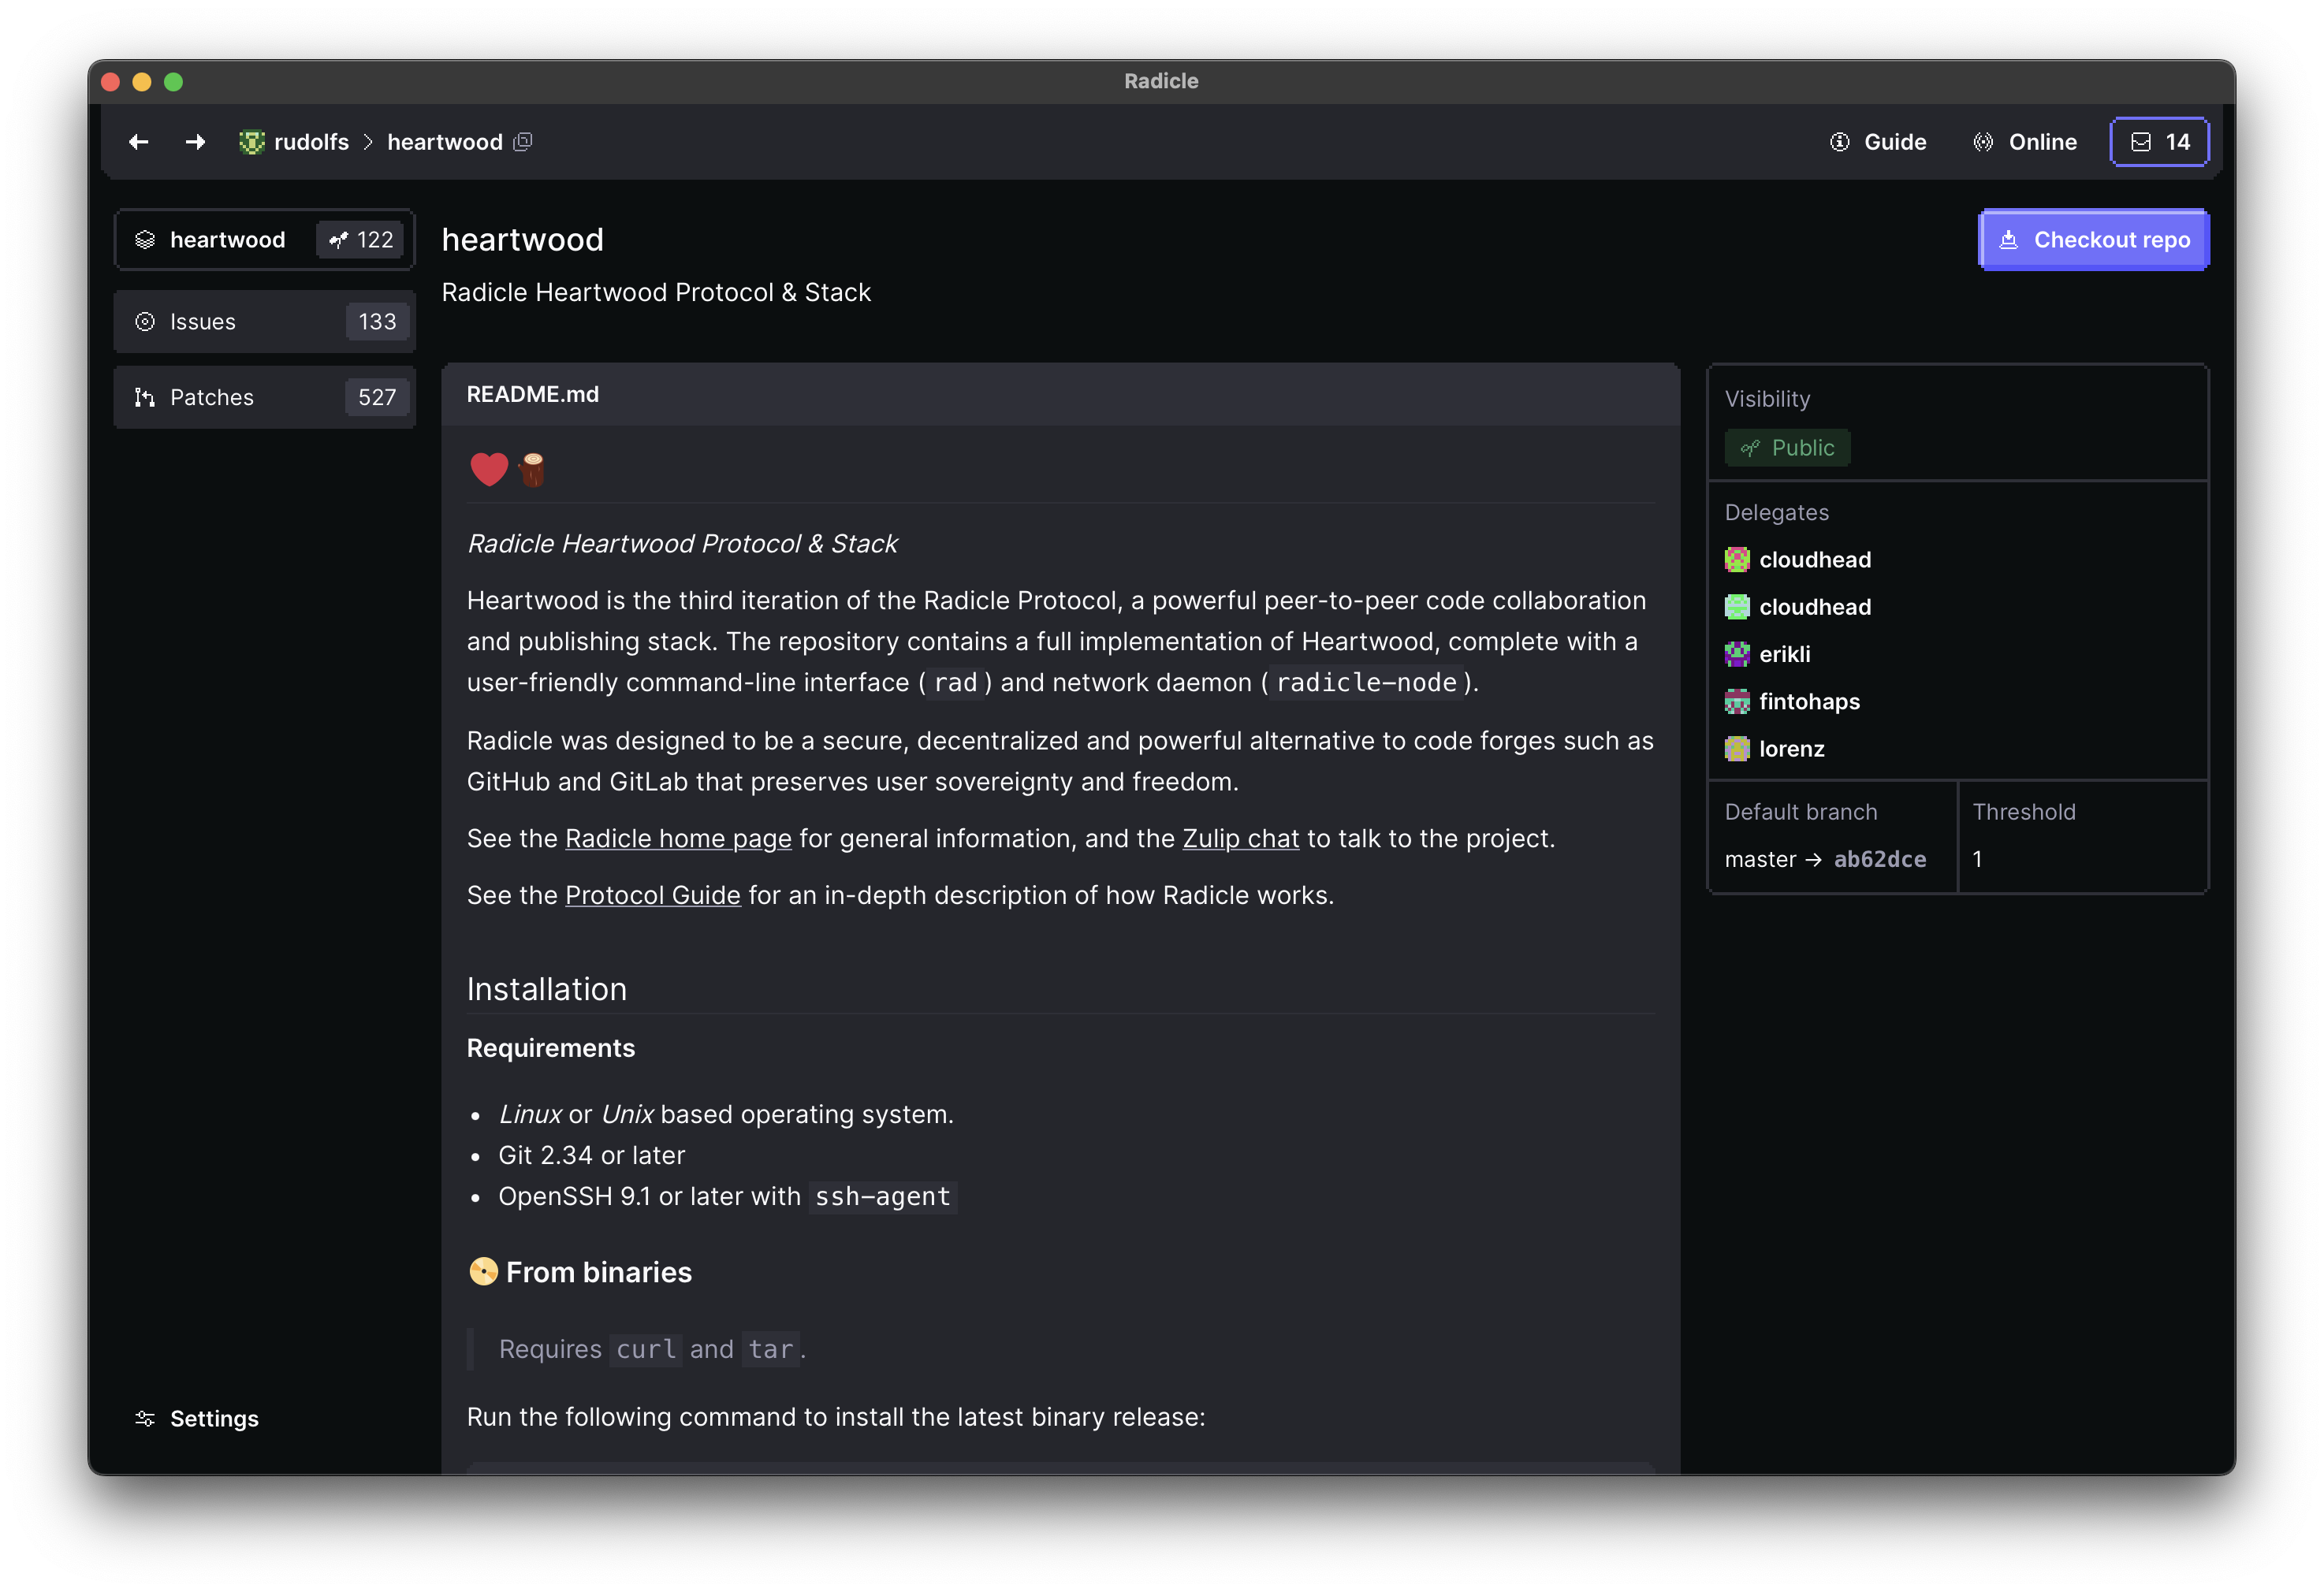 Radicle
rudolfs > heartwood
Guide
Online
14
heartwood 122
Issues 133
Patches 527
Settings
heartwood
Checkout repo
Radicle Heartwood Protocol & Stack
README.md
❤️🪵
Radicle Heartwood Protocol & Stack
Heartwood is the third iteration of the Radicle Protocol, a powerful peer-to-peer code collaboration
and publishing stack. The repository contains a full implementation of Heartwood, complete with a
user-friendly command-line interface (rad) and network daemon (radicle-node).
Radicle was designed to be a secure, decentralized and powerful alternative to code forges such as
GitHub and GitLab that preserves user sovereignty and freedom.
See the Radicle home page for general information, and the Zulip chat to talk to the project.
See the Protocol Guide for an in-depth description of how Radicle works.
Installation
Requirements
• Linux or Unix based operating system.
• Git 2.34 or later
• OpenSSH 9.1 or later with ssh-agent
📀 From binaries
Requires curl and tar.
Run the following command to install the latest binary release:
Visibility
Public
Delegates
cloudhead
cloudhead
erikli
fintohaps
lorenz
Default branch
master → ab62dce
Threshold
1